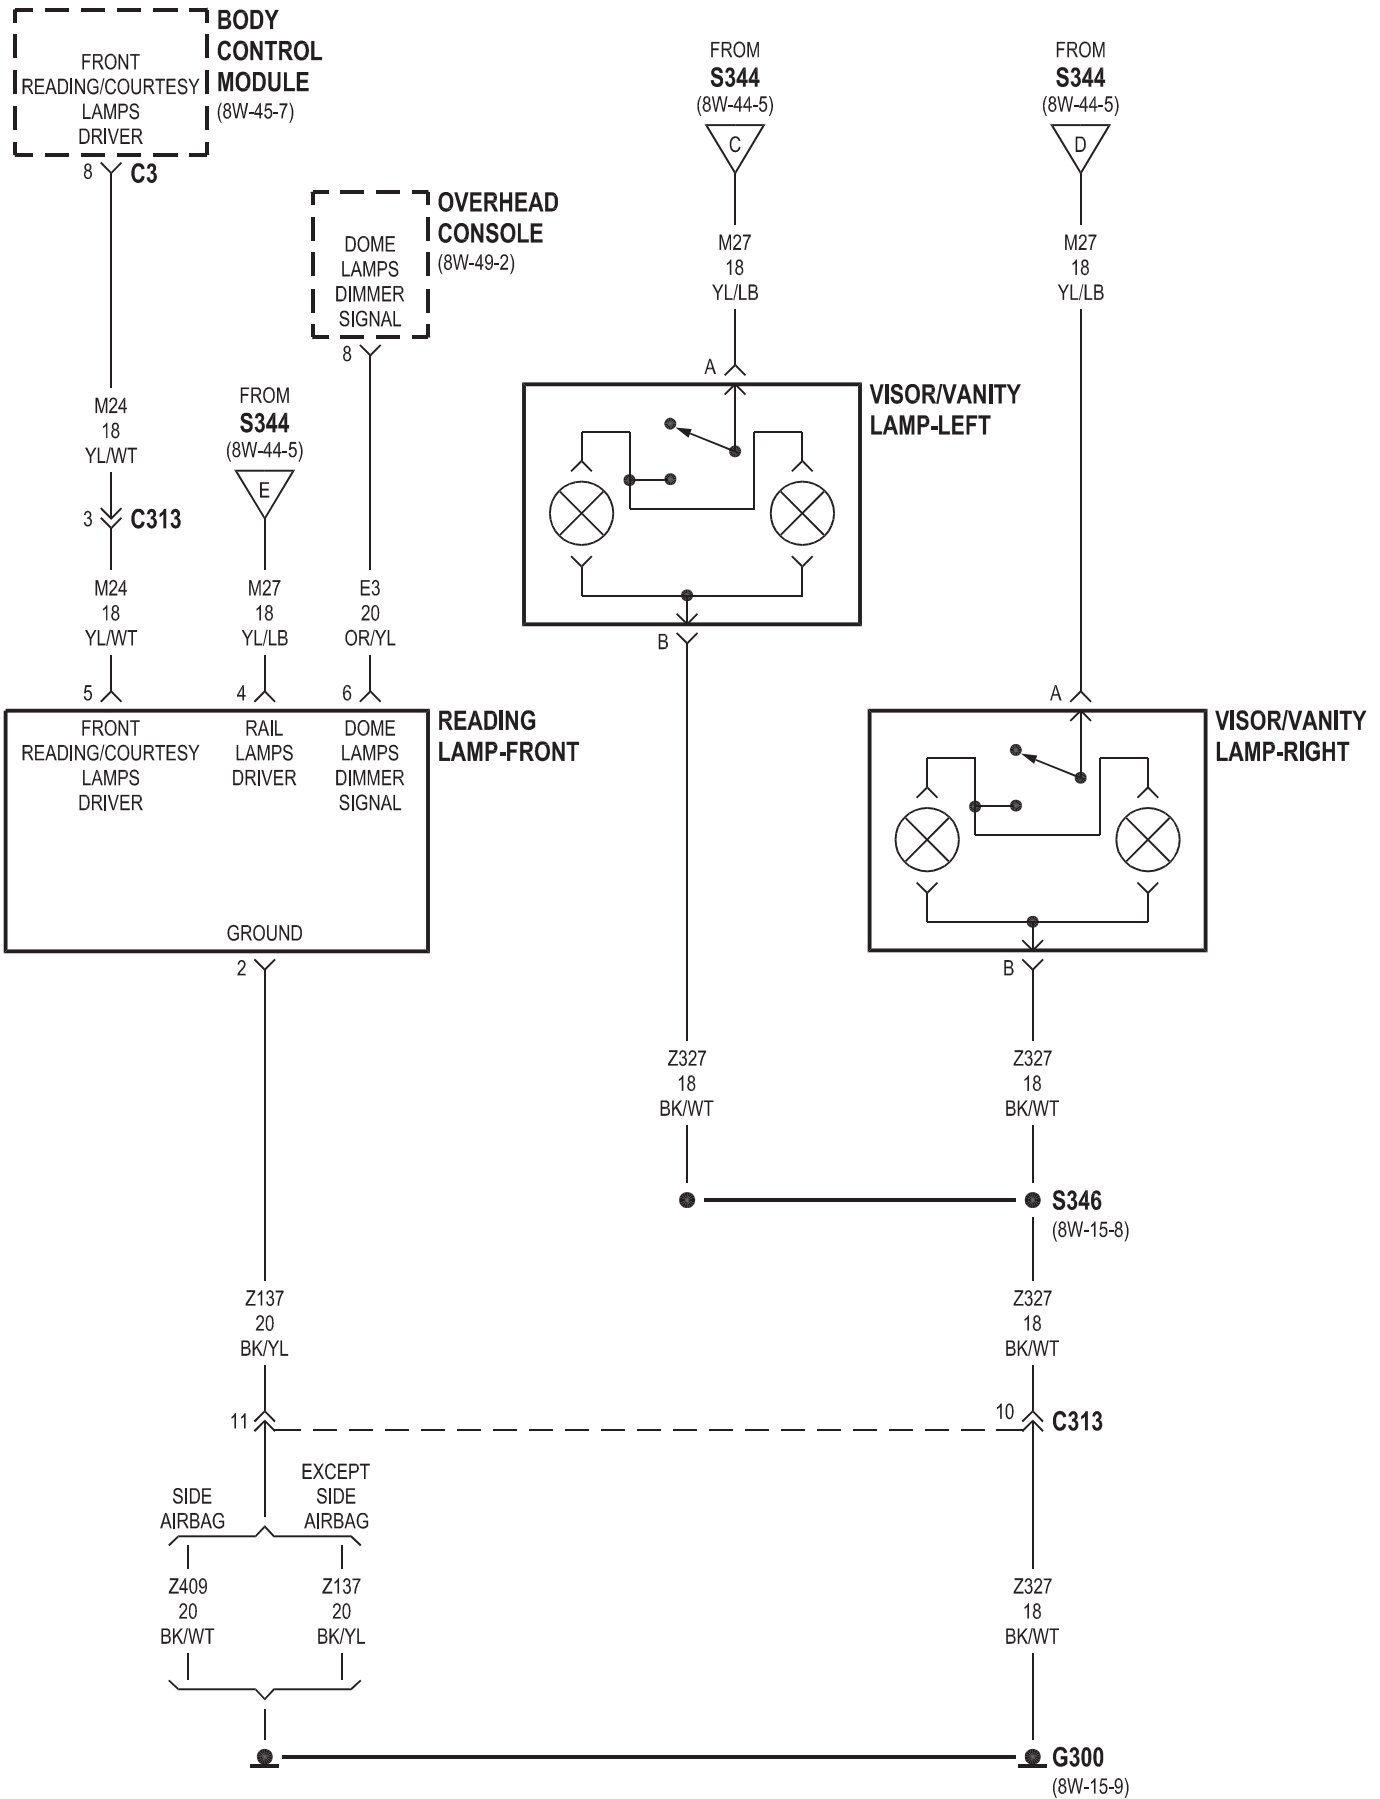 BODY
CONTROL
MODULE
(8W-45-7)
FRONT
READING/COURTESY
LAMPS
DRIVER
8
C3
M24
18
YL/WT
3
C313
M24
18
YL/WT
5
FROM
S344
(8W-44-5)
E
M27
18
YL/LB
4
OVERHEAD
CONSOLE
(8W-49-2)
DOME
LAMPS
DIMMER
SIGNAL
8
E3
20
OR/YL
6
READING
LAMP-FRONT
FRONT
READING/COURTESY
LAMPS
DRIVER
RAIL
LAMPS
DRIVER
DOME
LAMPS
DIMMER
SIGNAL
GROUND
2
Z137
20
BK/YL
11
SIDE
AIRBAG
EXCEPT
SIDE
AIRBAG
Z409
20
BK/WT
Z137
20
BK/YL
FROM
S344
(8W-44-5)
C
M27
18
YL/LB
A
VISOR/VANITY
LAMP-LEFT
B
Z327
18
BK/WT
FROM
S344
(8W-44-5)
D
M27
18
YL/LB
A
VISOR/VANITY
LAMP-RIGHT
B
Z327
18
BK/WT
S346
(8W-15-8)
Z327
18
BK/WT
10
C313
Z327
18
BK/WT
G300
(8W-15-9)